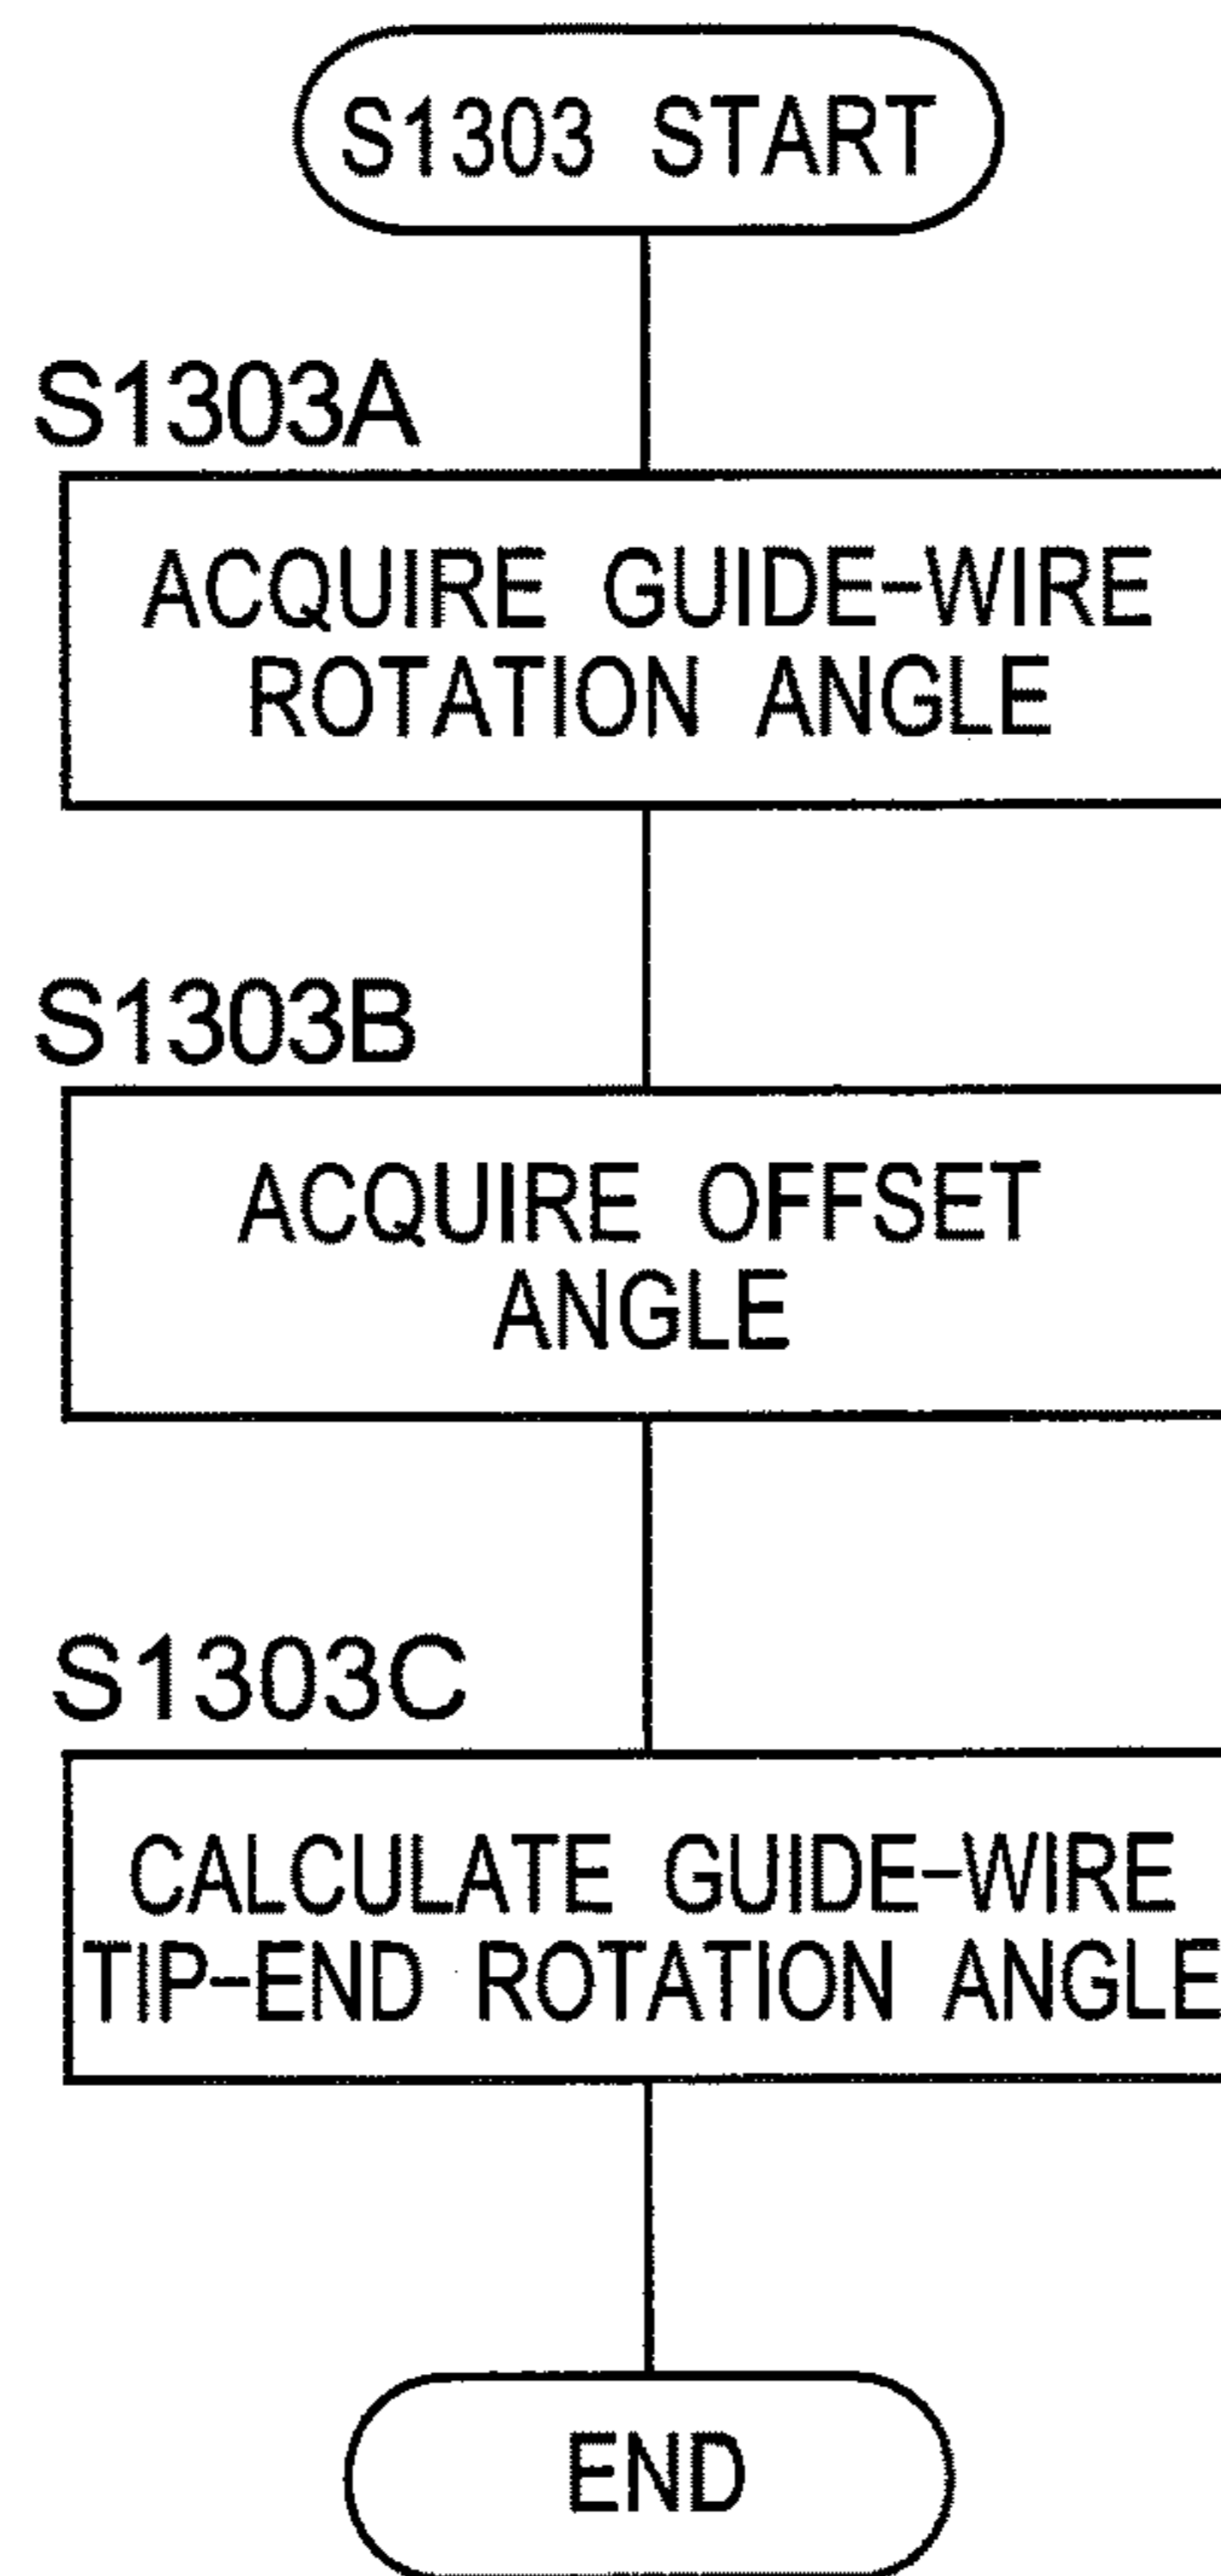 S1303 START
S1303A
ACQUIRE GUIDE-WIRE
ROTATION ANGLE
S1303B
ACQUIRE OFFSET
ANGLE
S1303C
CALCULATE GUIDE-WIRE
TIP-END ROTATION ANGLE
END